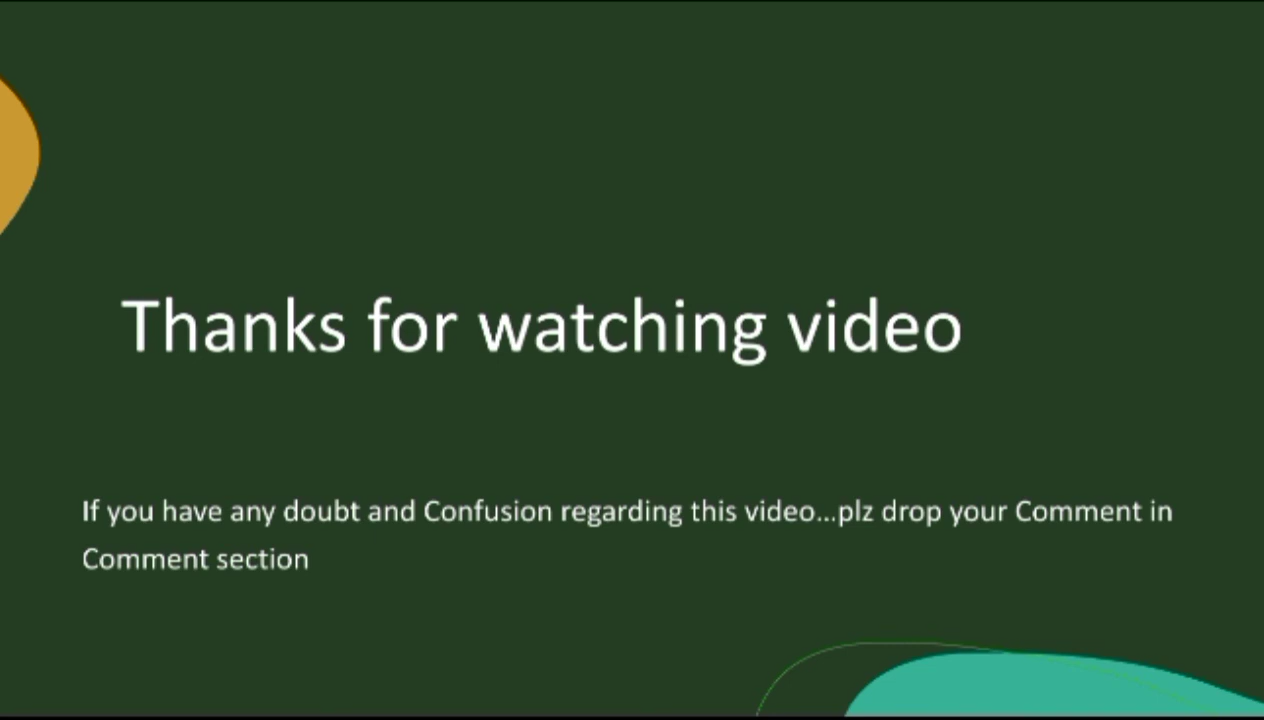 Thanks for watching video
If you have any doubt and Confusion regarding this video...plz drop your Comment in
Comment section